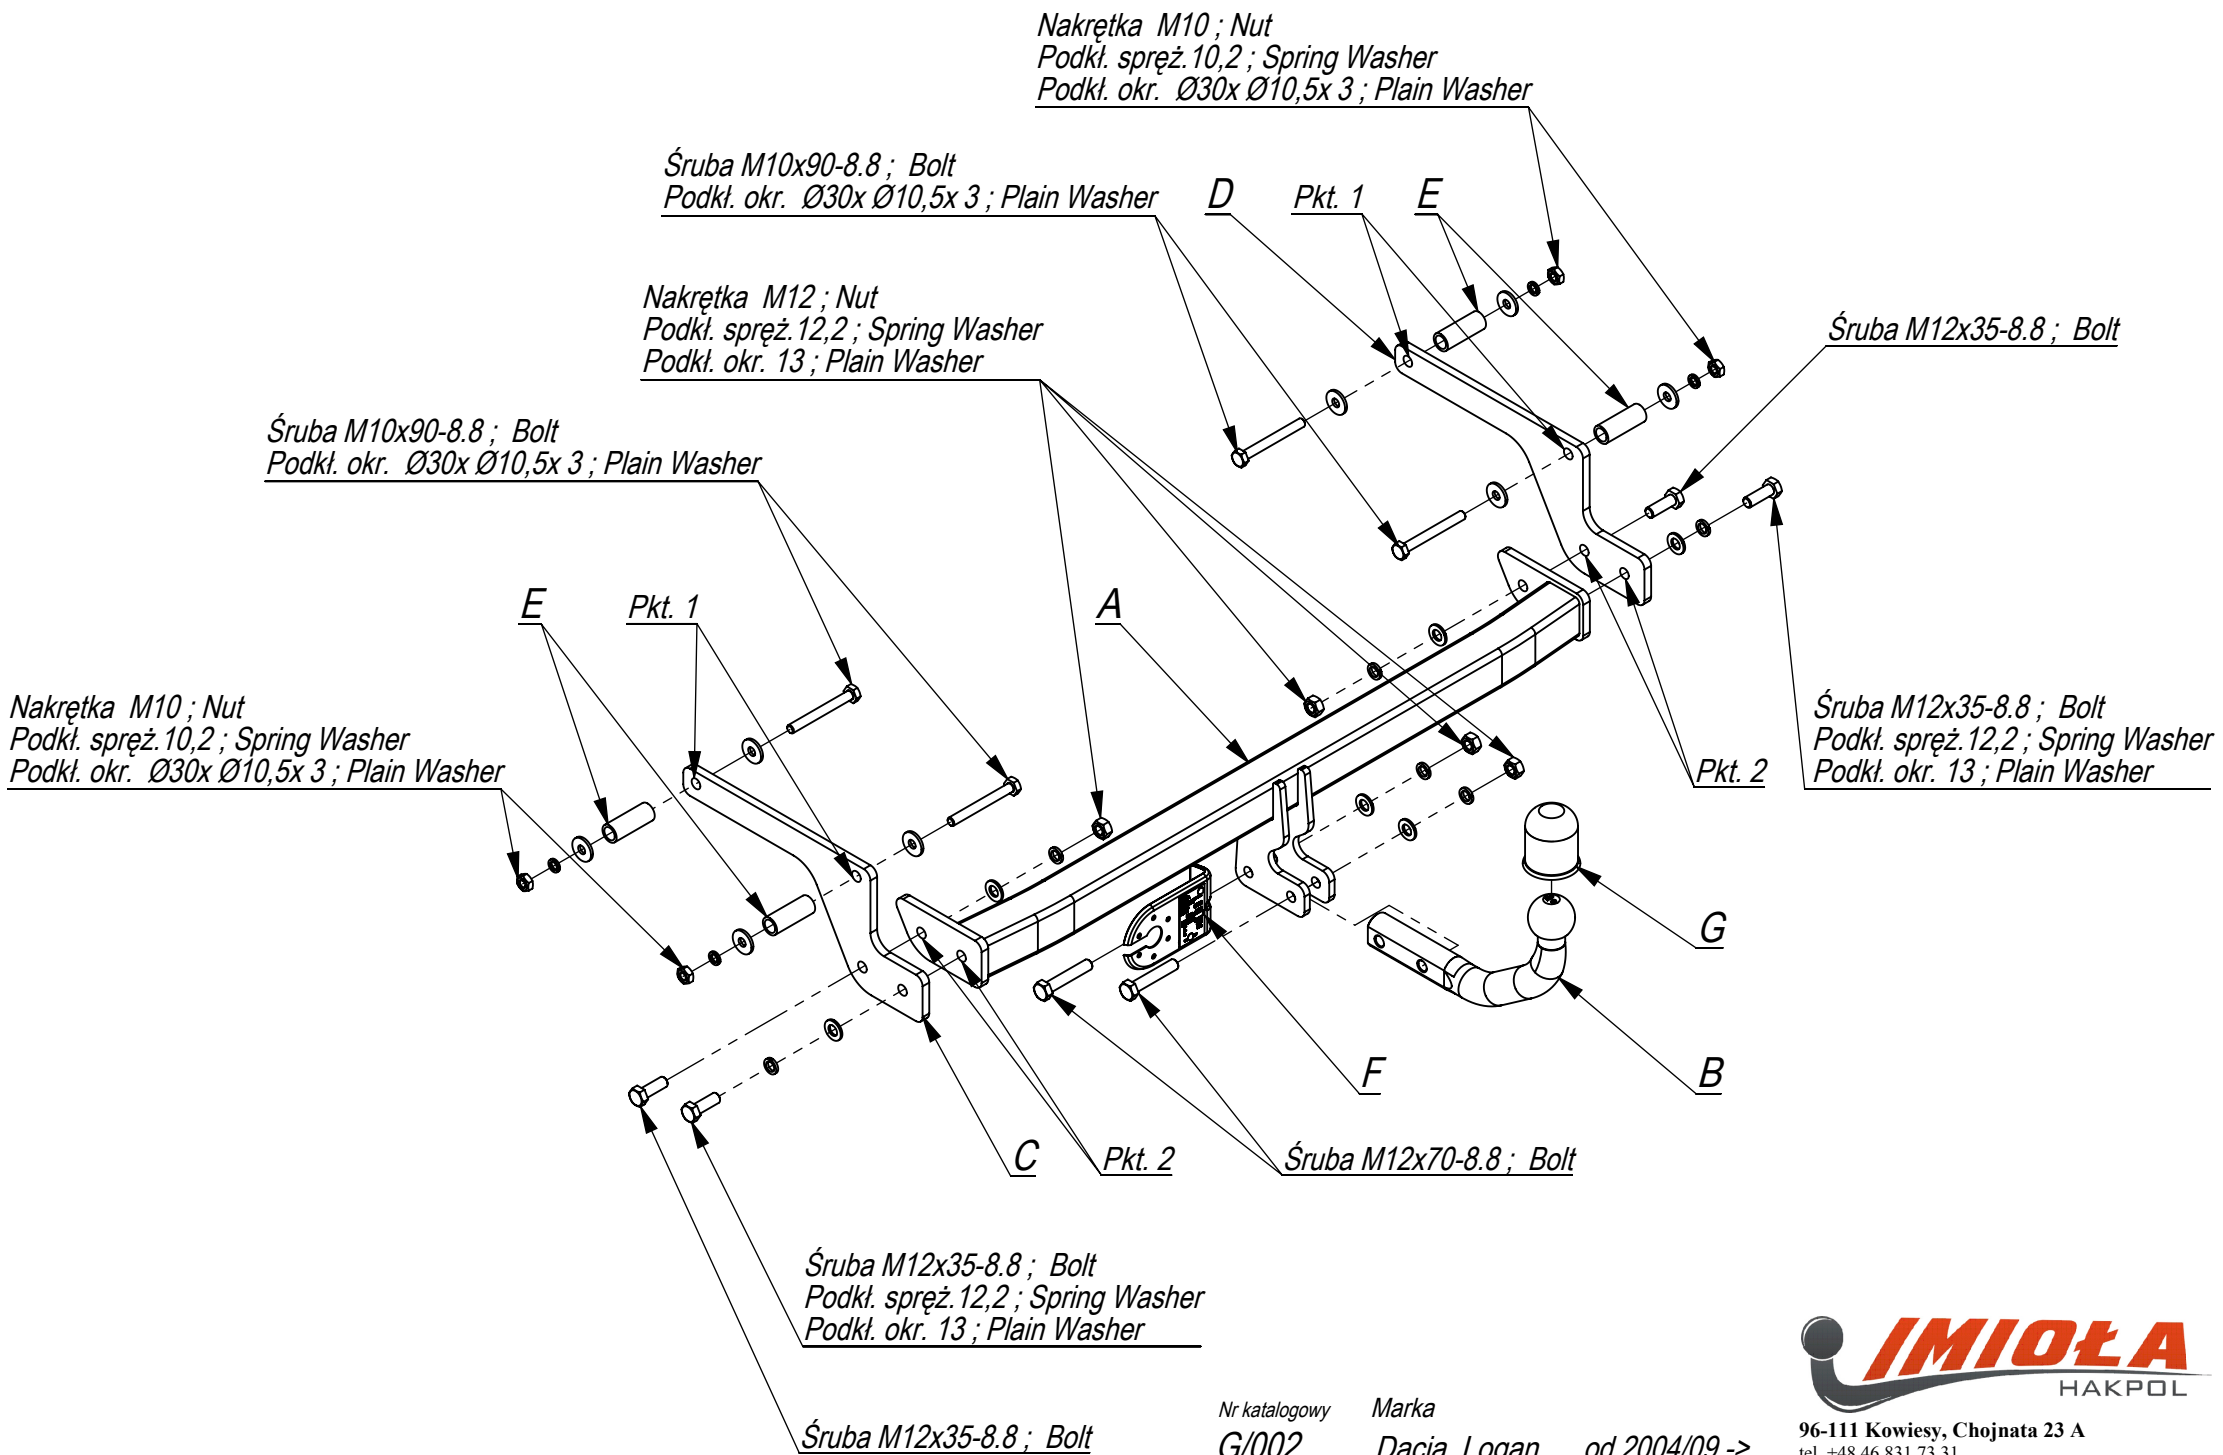 Nakrętka M10 ; Nut
Podkł. spręż.10,2 ; Spring Washer
Podkł. okr. Ø30x Ø10,5x 3 ; Plain Washer
Śruba M10x90-8.8 ; Bolt
Podkł. okr. Ø30x Ø10,5x 3 ; Plain Washer
D
Pkt. 1
E
Nakrętka M12 ; Nut
Podkł. spręż.12,2 ; Spring Washer
Podkł. okr. 13 ; Plain Washer
Śruba M12x35-8.8 ; Bolt
Śruba M10x90-8.8 ; Bolt
Podkł. okr. Ø30x Ø10,5x 3 ; Plain Washer
E
Pkt. 1
A
Nakrętka M10 ; Nut
Podkł. spręż.10,2 ; Spring Washer
Podkł. okr. Ø30x Ø10,5x 3 ; Plain Washer
Śruba M12x35-8.8 ; Bolt
Podkł. spręż.12,2 ; Spring Washer
Podkł. okr. 13 ; Plain Washer
Pkt. 2
G
F
B
C
Pkt. 2
Śruba M12x70-8.8 ; Bolt
Śruba M12x35-8.8 ; Bolt
Podkł. spręż.12,2 ; Spring Washer
Podkł. okr. 13 ; Plain Washer
Śruba M12x35-8.8 ; Bolt
Nr katalogowy
Marka
G/002
Dacia Logan od 2004/09 ->
IMIOŁA
HAKPOL
96-111 Kowiesy, Chojnata 23 A
tel. +48 46 831 73 31